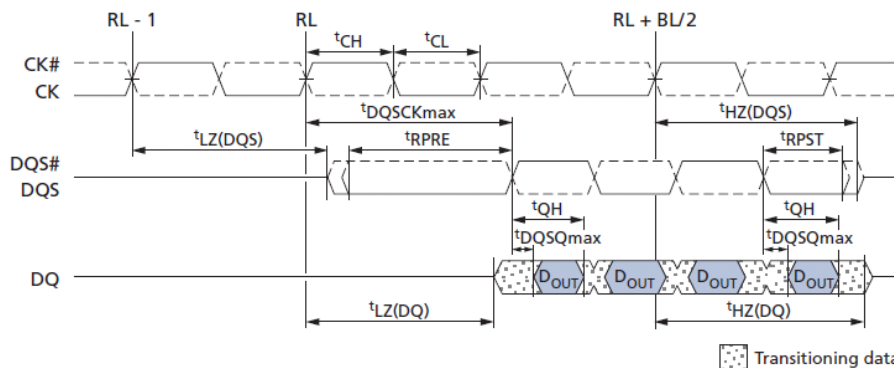 RL - 1 RL RL + BL/2
tCH tCL
CK#
CK
tDQSCKmax tHZ(DQS)
tLZ(DQS) tRPRE tRPST
DQS#
DQS
tQH tQH
tDQSQmax tDQSQmax
DQ DOUT DOUT DOUT DOUT
tLZ(DQ) tHZ(DQ)
Transitioning data